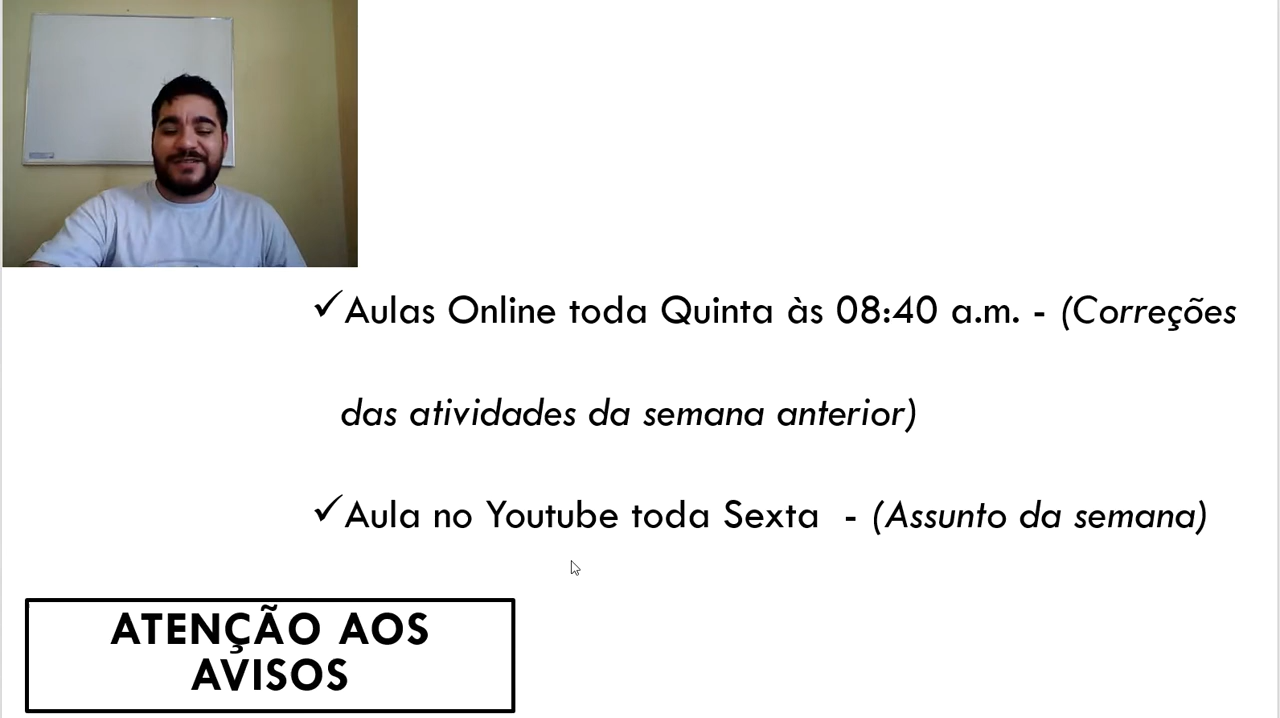 ✓Aulas Online toda Quinta às 08:40 a.m. - (Correções
das atividades da semana anterior)
✓Aula no Youtube toda Sexta - (Assunto da semana)
ATENÇÃO AOS
AVISOS